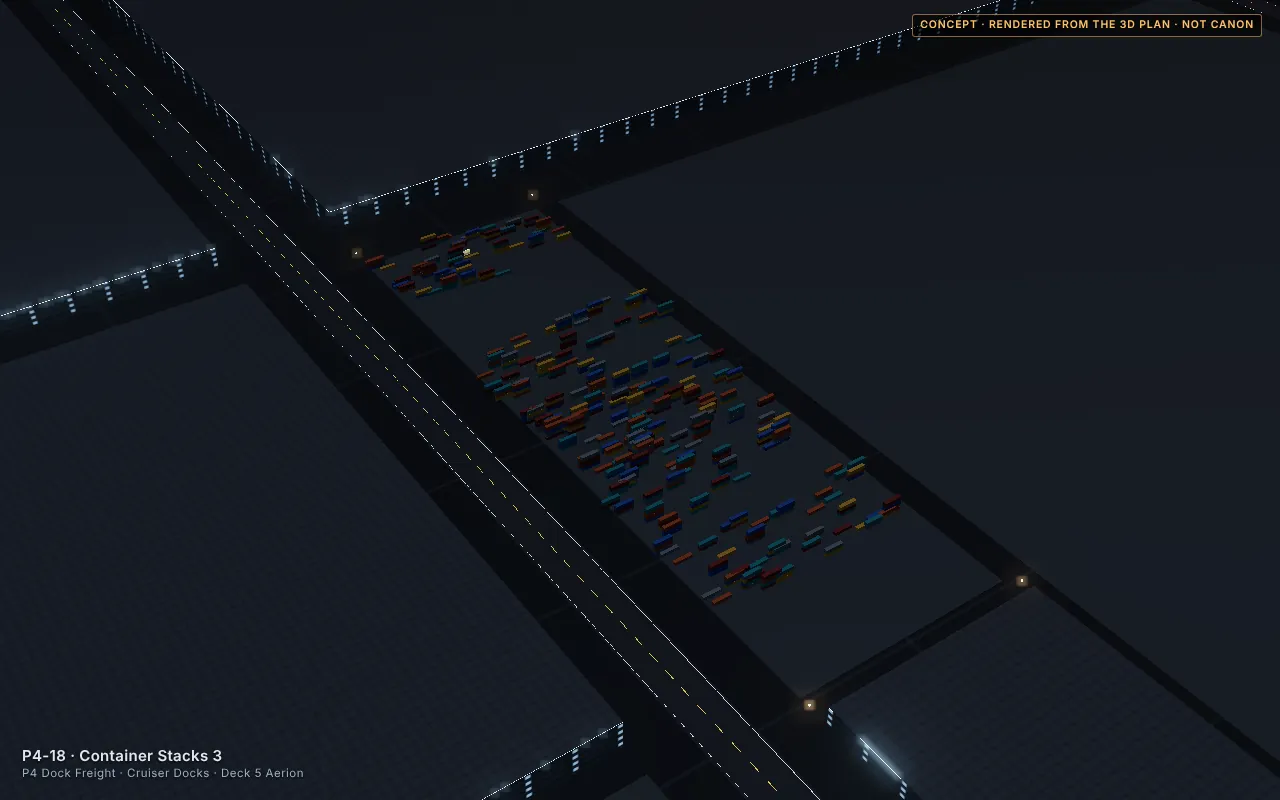 CONCEPT · RENDERED FROM THE 3D PLAN · NOT CANON
P4-18 · Container Stacks 3
P4 Dock Freight · Cruiser Docks · Deck 5 Aerion